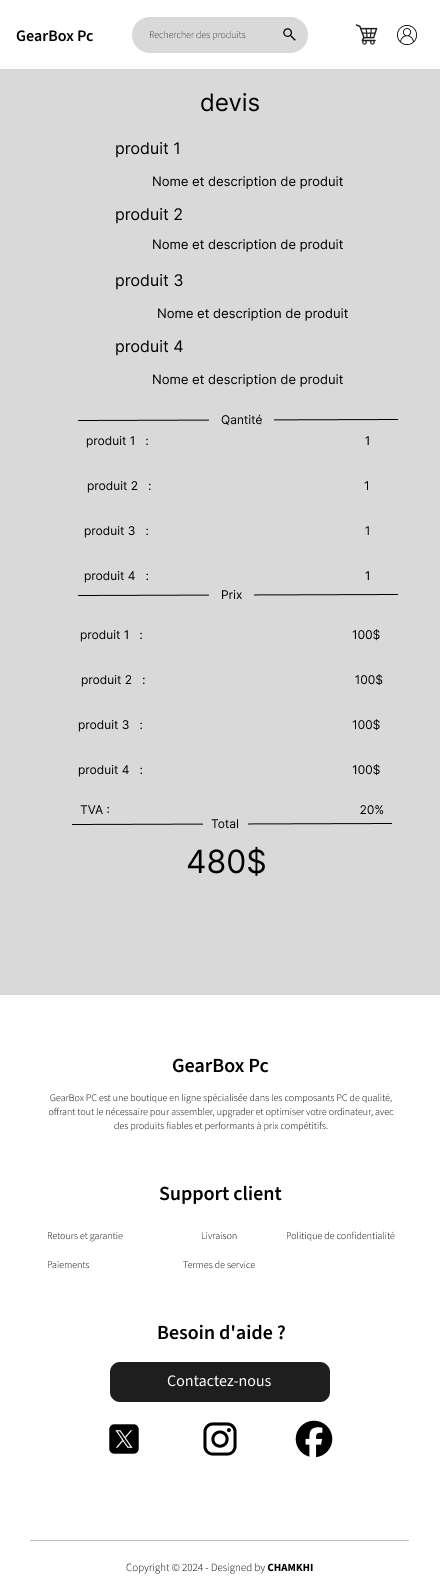 GearBox Pc
Rechercher des produits
devis
produit 1
Nome et description de produit
produit 2
Nome et description de produit
produit 3
Nome et description de produit
produit 4
Nome et description de produit
Qantité
produit 1 : 1
produit 2 : 1
produit 3 : 1
produit 4 : 1
Prix
produit 1 : 100$
produit 2 : 100$
produit 3 : 100$
produit 4 : 100$
TVA : 20%
Total
480$
GearBox Pc
GearBox PC est une boutique en ligne spécialisée dans les composants PC de qualité,
offrant tout le nécessaire pour assembler, upgrader et optimiser votre ordinateur, avec
des produits fiables et performants à prix compétitifs.
Support client
Retours et garantie Livraison Politique de confidentialité
Paiements Termes de service
Besoin d'aide ?
Contactez-nous
Copyright © 2024 - Designed by CHAMKHI